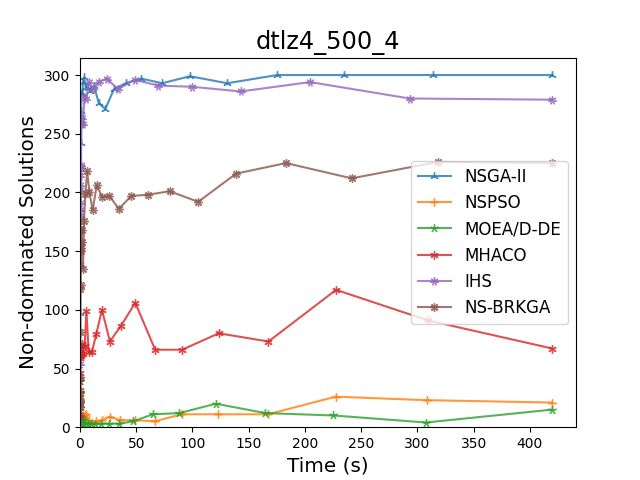 dtlz4_500_4
Non-dominated Solutions
300
250
200
150
100
50
0
NSGA-II
NSPSO
MOEA/D-DE
MHACO
IHS
NS-BRKGA
0 50 100 150 200 250 300 350 400
Time (s)